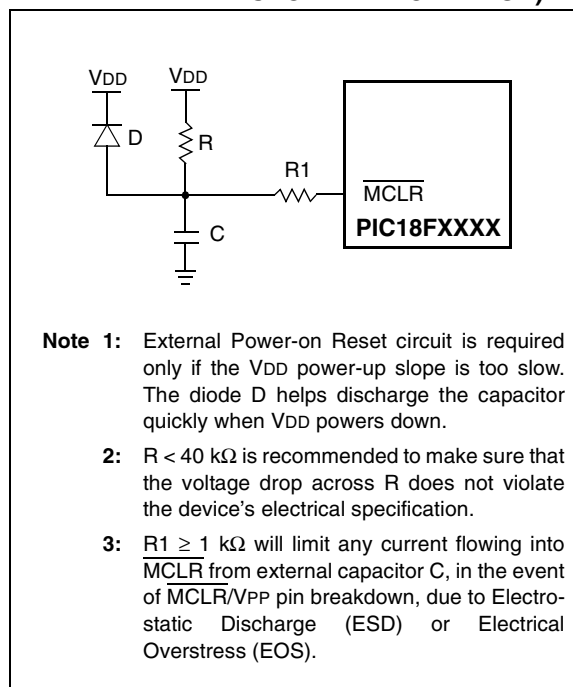 VDD VDD
D
R
R1
MCLR
C
PIC18FXXXX
Note 1: External Power-on Reset circuit is required
only if the VDD power-up slope is too slow.
The diode D helps discharge the capacitor
quickly when VDD powers down.
2: R < 40 kΩ is recommended to make sure that
the voltage drop across R does not violate
the device's electrical specification.
3: R1 ≥ 1 kΩ will limit any current flowing into
MCLR from external capacitor C, in the event
of MCLR/VPP pin breakdown, due to Electro-
static Discharge (ESD) or Electrical
Overstress (EOS).